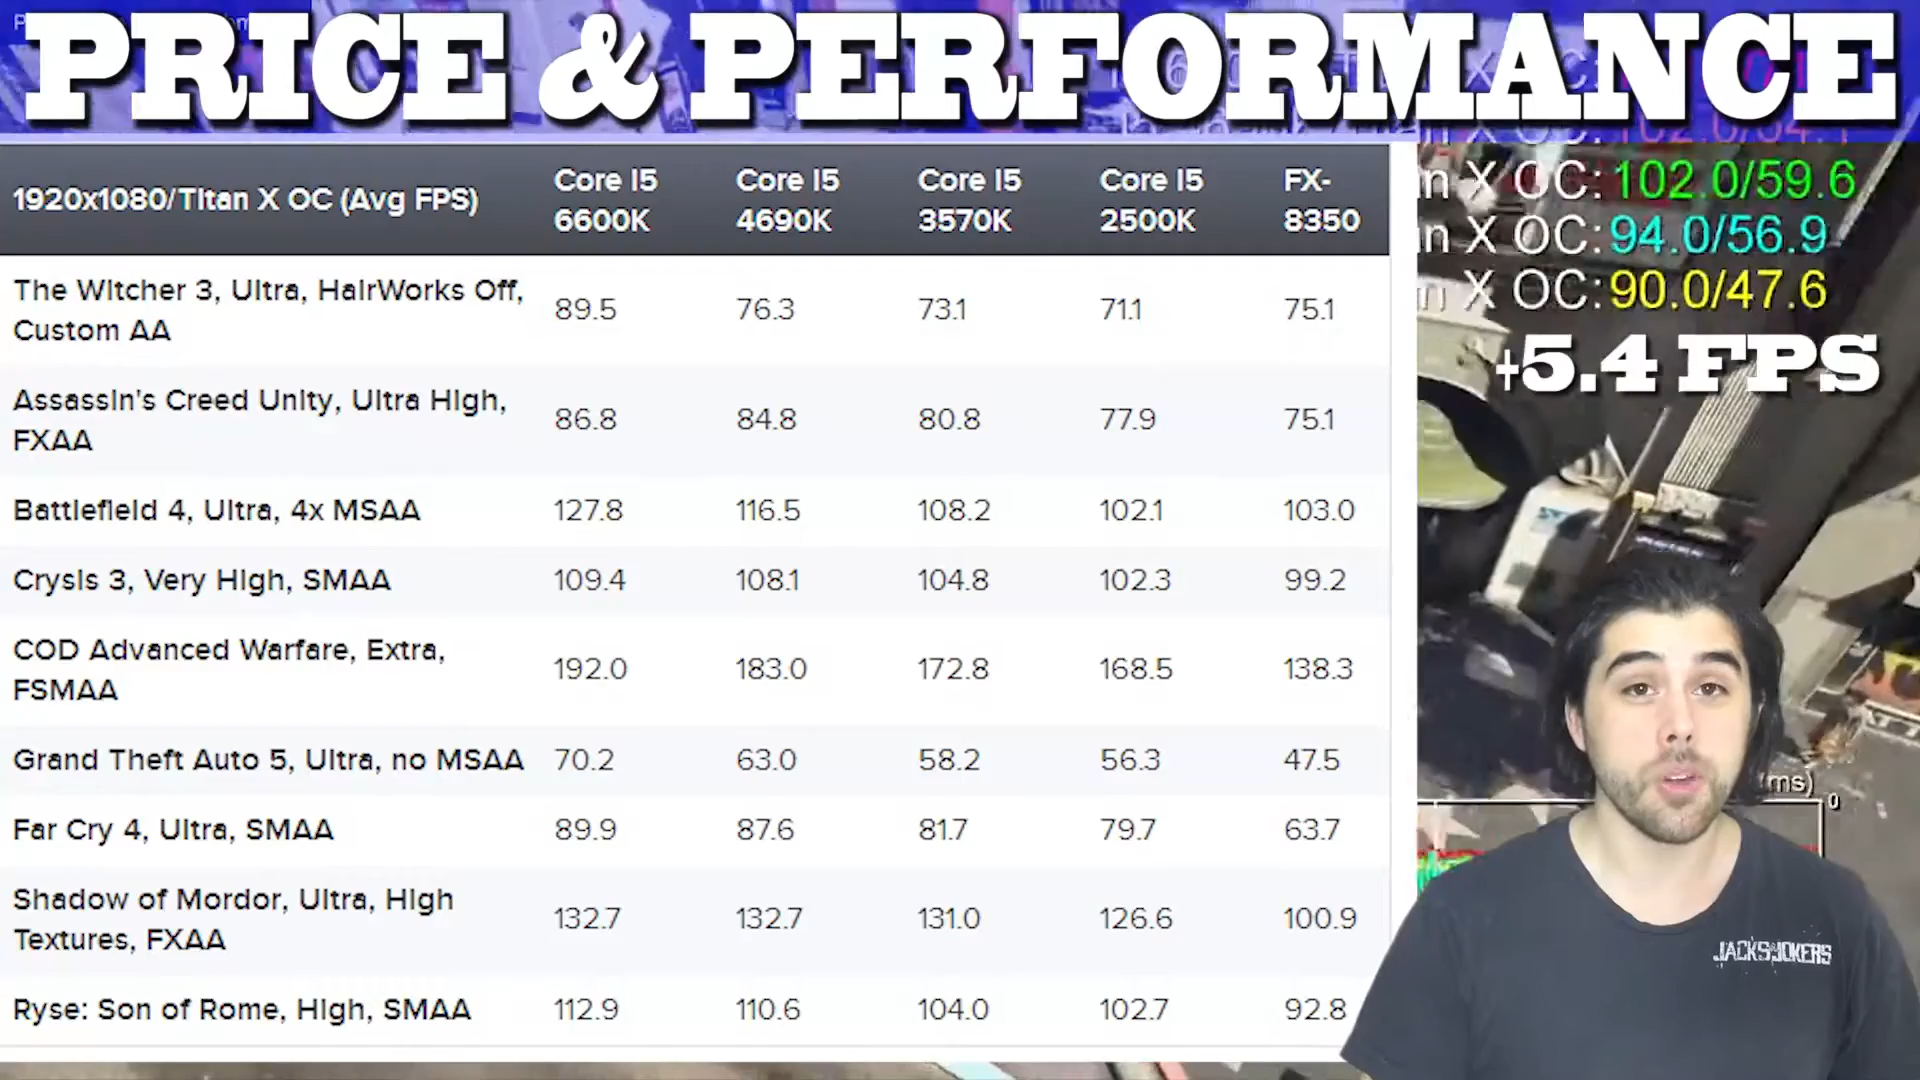 PRICE & PERFORMANCE
1920x1080/Titan X OC (Avg FPS)
Core i5 6600K
Core i5 4690K
Core i5 3570K
Core i5 2500K
FX-8350
The Witcher 3, Ultra, HairWorks Off,
Custom AA
89.5 76.3 73.1 71.1 75.1
Assassin's Creed Unity, Ultra High,
FXAA
86.8 84.8 80.8 77.9 75.1
Battlefield 4, Ultra, 4x MSAA 127.8 116.5 108.2 102.1 103.0
Crysis 3, Very High, SMAA 109.4 108.1 104.8 102.3 99.2
COD Advanced Warfare, Extra,
FSMAA
192.0 183.0 172.8 168.5 138.3
Grand Theft Auto 5, Ultra, no MSAA 70.2 63.0 58.2 56.3 47.5
Far Cry 4, Ultra, SMAA 89.9 87.6 81.7 79.7 63.7
Shadow of Mordor, Ultra, High
Textures, FXAA
132.7 132.7 131.0 126.6 100.9
Ryse: Son of Rome, High, SMAA 112.9 110.6 104.0 102.7 92.8
n X OC: 102.0/59.6
n X OC: 94.0/56.9
n X OC: 90.0/47.6
+5.4 FPS
(ms)
0
JACKSNJOKERS